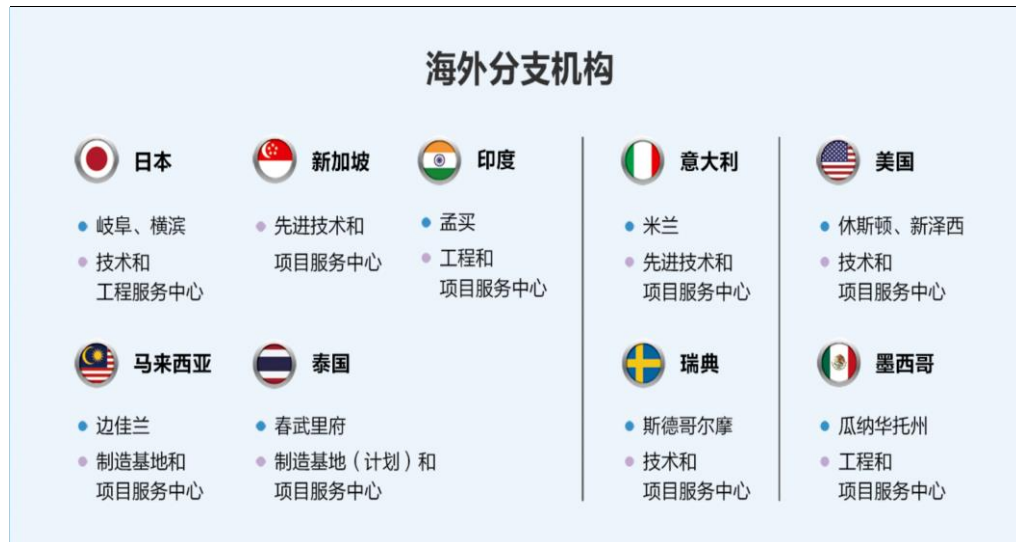 海外分支机构
日本
岐阜、横滨
技术和
工程服务中心
新加坡
先进技术和
项目服务中心
印度
孟买
工程和
项目服务中心
马来西亚
边佳兰
制造基地和
项目服务中心
泰国
春武里府
制造基地（计划）和
项目服务中心
意大利
米兰
先进技术和
项目服务中心
瑞典
斯德哥尔摩
技术和
项目服务中心
美国
休斯顿、新泽西
技术和
项目服务中心
墨西哥
瓜纳华托州
工程和
项目服务中心